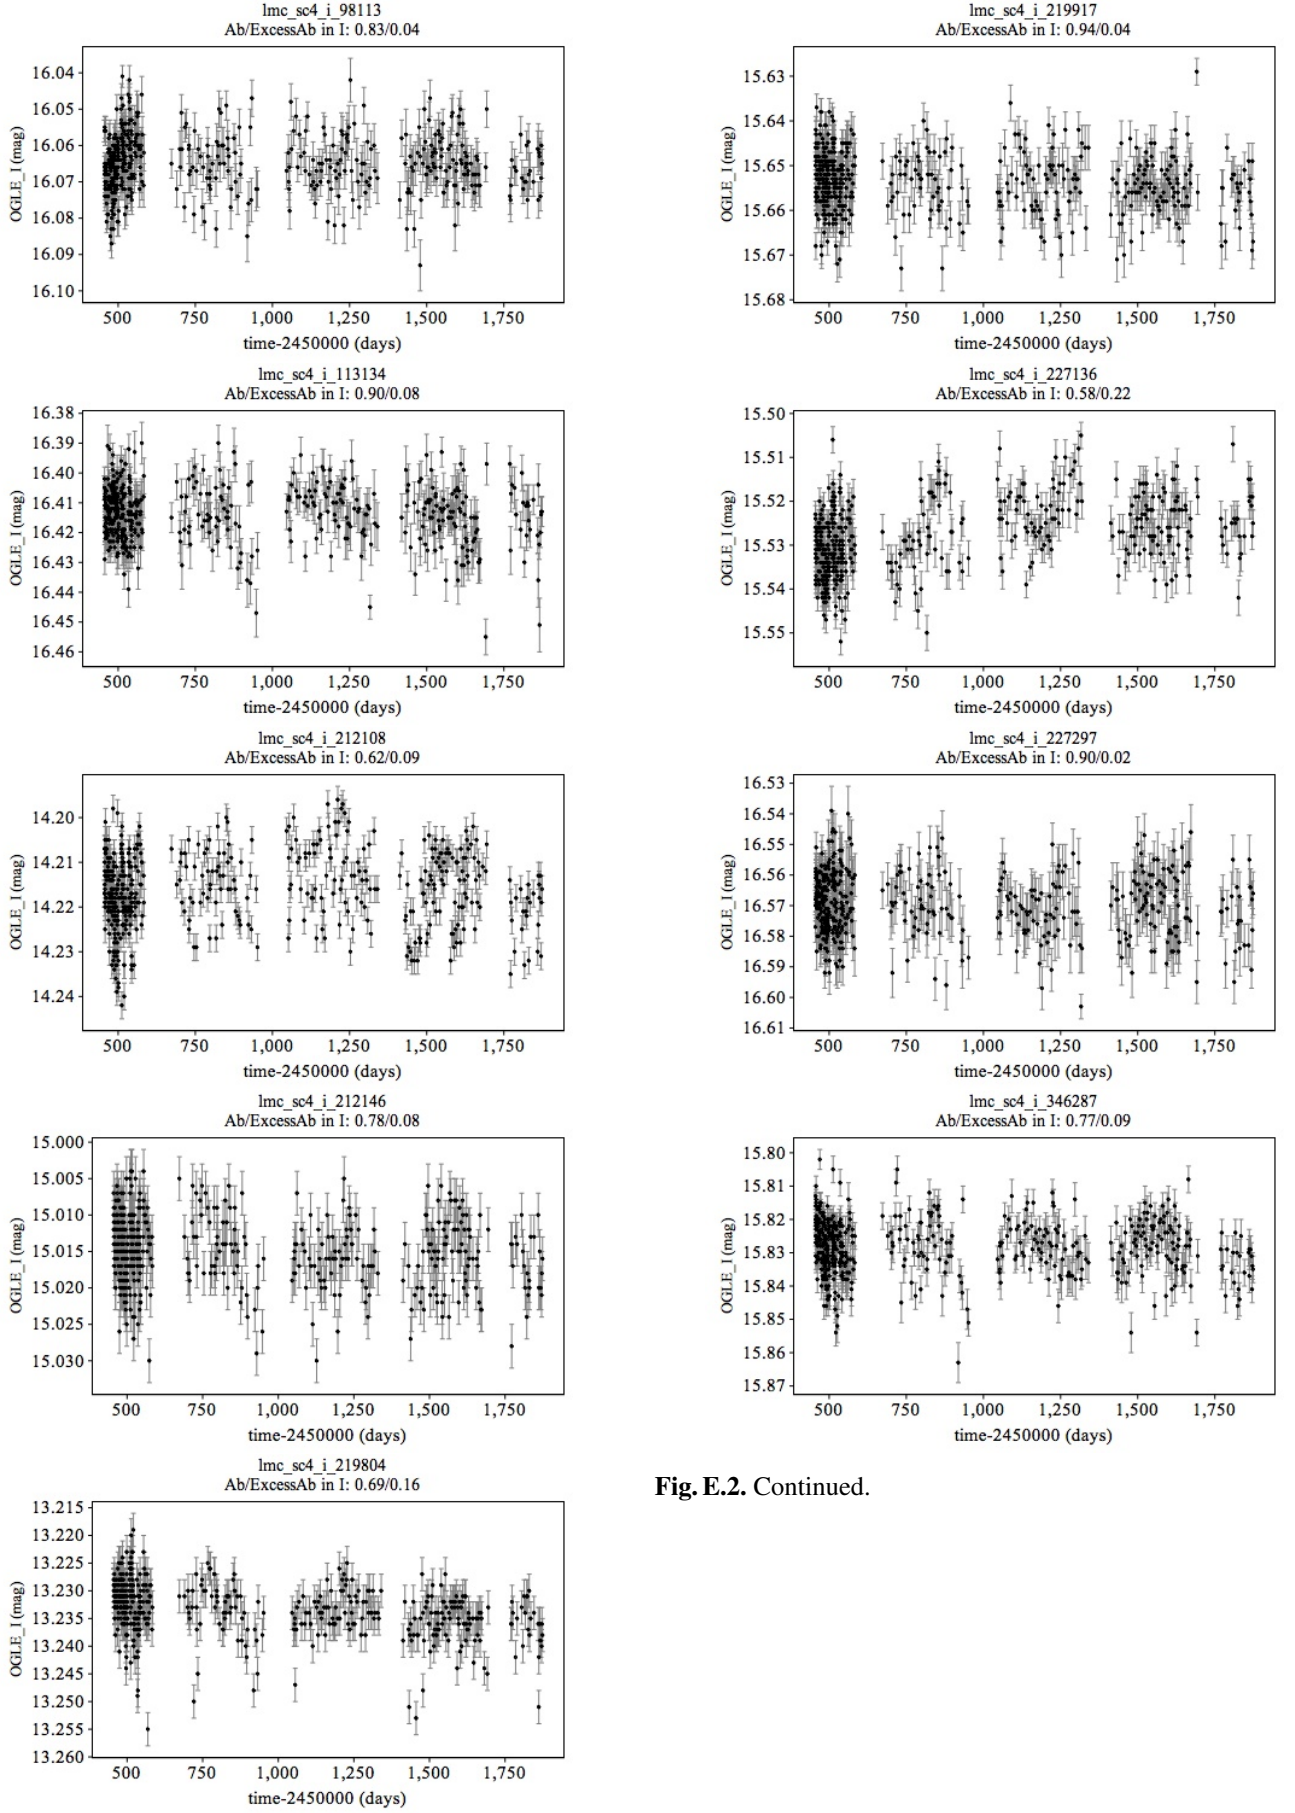 lmc_sc4_i_98113
Ab/ExcessAb in I: 0.83/0.04
16.04
16.05
16.06
16.07
16.08
16.09
16.10
OGLE_I (mag)
500 750 1,000 1,250 1,500 1,750
time-2450000 (days)
lmc_sc4_i_113134
Ab/ExcessAb in I: 0.90/0.08
16.38
16.39
16.40
16.41
16.42
16.43
16.44
16.45
16.46
OGLE_I (mag)
500 750 1,000 1,250 1,500 1,750
time-2450000 (days)
lmc_sc4_i_212108
Ab/ExcessAb in I: 0.62/0.09
14.20
14.21
14.22
14.23
14.24
OGLE_I (mag)
500 750 1,000 1,250 1,500 1,750
time-2450000 (days)
lmc_sc4_i_212146
Ab/ExcessAb in I: 0.78/0.08
15.000
15.005
15.010
15.015
15.020
15.025
15.030
OGLE_I (mag)
500 750 1,000 1,250 1,500 1,750
time-2450000 (days)
lmc_sc4_i_219804
Ab/ExcessAb in I: 0.69/0.16
13.215
13.220
13.225
13.230
13.235
13.240
13.245
13.250
13.255
13.260
OGLE_I (mag)
500 750 1,000 1,250 1,500 1,750
time-2450000 (days)
lmc_sc4_i_219917
Ab/ExcessAb in I: 0.94/0.04
15.63
15.64
15.65
15.66
15.67
15.68
OGLE_I (mag)
500 750 1,000 1,250 1,500 1,750
time-2450000 (days)
lmc_sc4_i_227136
Ab/ExcessAb in I: 0.58/0.22
15.50
15.51
15.52
15.53
15.54
15.55
OGLE_I (mag)
500 750 1,000 1,250 1,500 1,750
time-2450000 (days)
lmc_sc4_i_227297
Ab/ExcessAb in I: 0.90/0.02
16.53
16.54
16.55
16.56
16.57
16.58
16.59
16.60
16.61
OGLE_I (mag)
500 750 1,000 1,250 1,500 1,750
time-2450000 (days)
lmc_sc4_i_346287
Ab/ExcessAb in I: 0.77/0.09
15.80
15.81
15.82
15.83
15.84
15.85
15.86
15.87
OGLE_I (mag)
500 750 1,000 1,250 1,500 1,750
time-2450000 (days)
Fig. E.2. Continued.